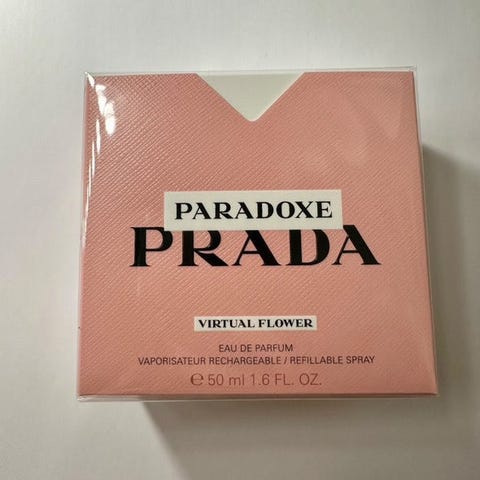 PARADOXE
PRADA
VIRTUAL FLOWER
EAU DE PARFUM
VAPORISATEUR RECHARGEABLE / REFILLABLE SPRAY
℮ 50 ml 1.6 FL. OZ.